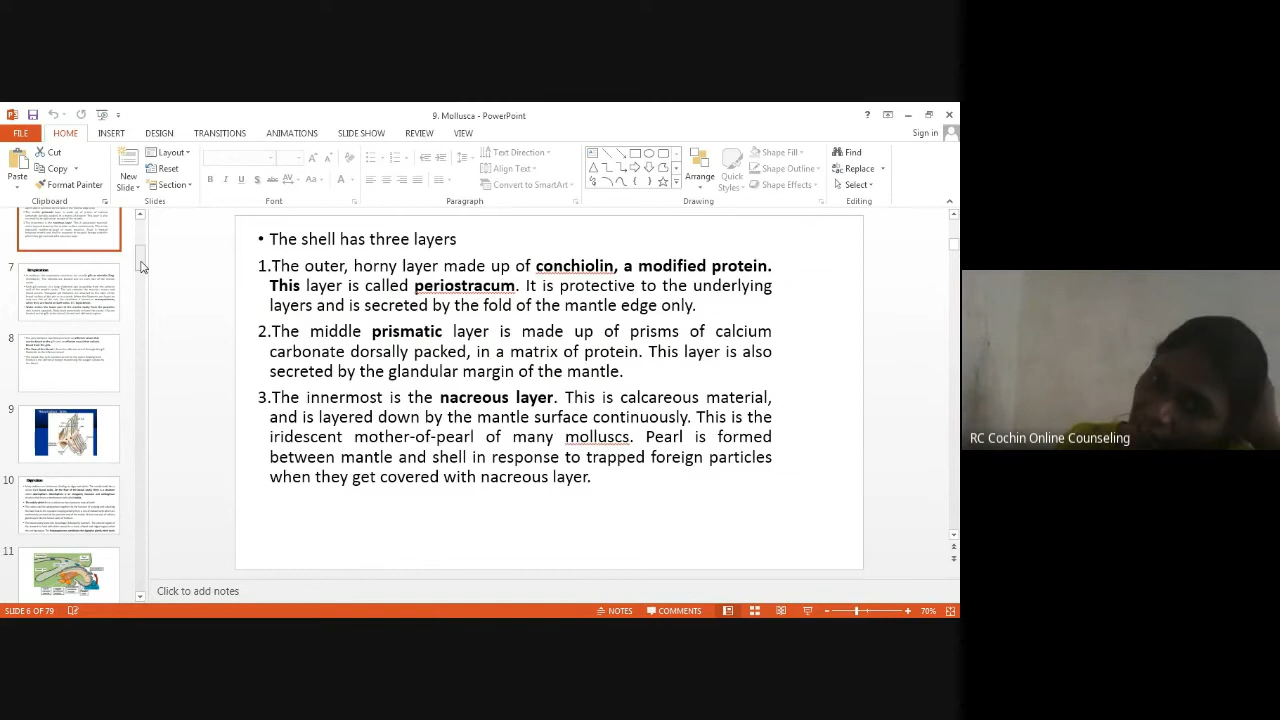 9. Mollusca - PowerPoint
Sign in
FILE HOME INSERT DESIGN TRANSITIONS ANIMATIONS SLIDE SHOW REVIEW VIEW
Cut
Copy
Format Painter
Paste
Clipboard
New
Slide
Layout
Reset
Section
Slides
Font
Text Direction
Align Text
Convert to SmartArt
Paragraph
Arrange
Quick
Styles
Shape Fill
Shape Outline
Shape Effects
Drawing
Find
Replace
Select
Editing
7
8
9
10
11
• The shell has three layers
1.The outer, horny layer made up of conchiolin, a modified protein.
This layer is called periostracum. It is protective to the underlying
layers and is secreted by the fold of the mantle edge only.
2.The middle prismatic layer is made up of prisms of calcium
carbonate dorsally packed in a matrix of protein. This layer is also
secreted by the glandular margin of the mantle.
3.The innermost is the nacreous layer. This is calcareous material,
and is layered down by the mantle surface continuously. This is the
iridescent mother-of-pearl of many molluscs. Pearl is formed
between mantle and shell in response to trapped foreign particles
when they get covered with nacreous layer.
Click to add notes
SLIDE 6 OF 79
NOTES
COMMENTS
70%
RC Cochin Online Counseling